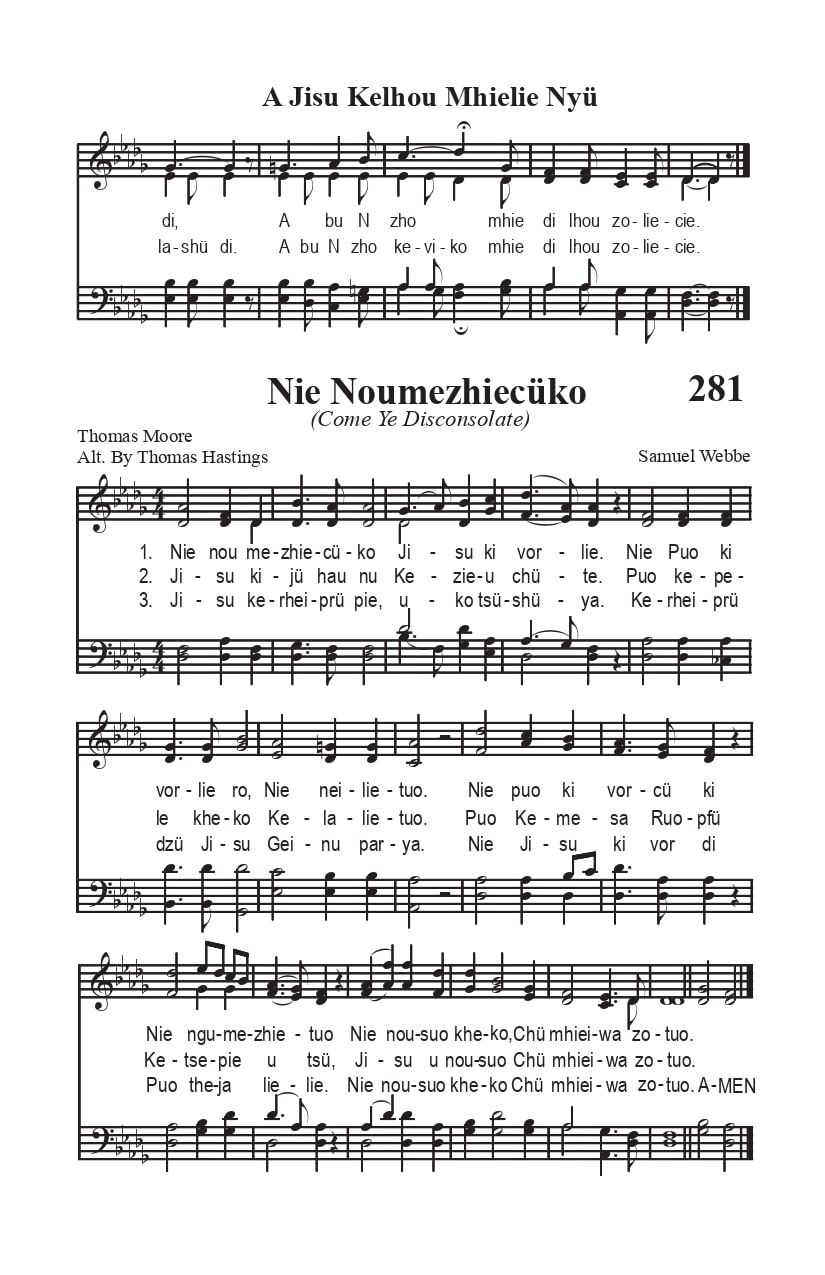 A Jisu Kelhou Mhielie Nyü
di, A bu N zho mhie di lhou zo-lie-cie.
la-shü di. A bu N zho ke-vi-ko mhie di lhou zo-lie-cie.
Nie Noumezhiecüko 281
(Come Ye Disconsolate)
Thomas Moore
Alt. By Thomas Hastings
Samuel Webbe
1. Nie nou me-zhie-cü-ko Ji-su ki vor-lie. Nie Puo ki
2. Ji-su ki-jü hau nu Ke-zie-u chü-te. Puo ke-pe-
3. Ji-su ke-rhei-prü pie, u-ko tsü-shü-ya. Ke-rhei-prü
vor-lie ro, Nie nei-lie-tuo. Nie puo ki vor-cü ki
le khe-ko Ke-la-lie-tuo. Puo Ke-me-sa Ruo-pfü
dzü Ji-su Gei-nu par-ya. Nie Ji-su ki vor di
Nie ngu-me-zhie-tuo Nie nou-suo khe-ko, Chü mhiei-wa zo-tuo.
Ke-tse-pie u tsü, Ji-su u nou-suo Chü mhiei-wa zo-tuo.
Puo the-ja lie-lie. Nie nou-suo khe-ko Chü mhiei-wa zo-tuo. A-MEN